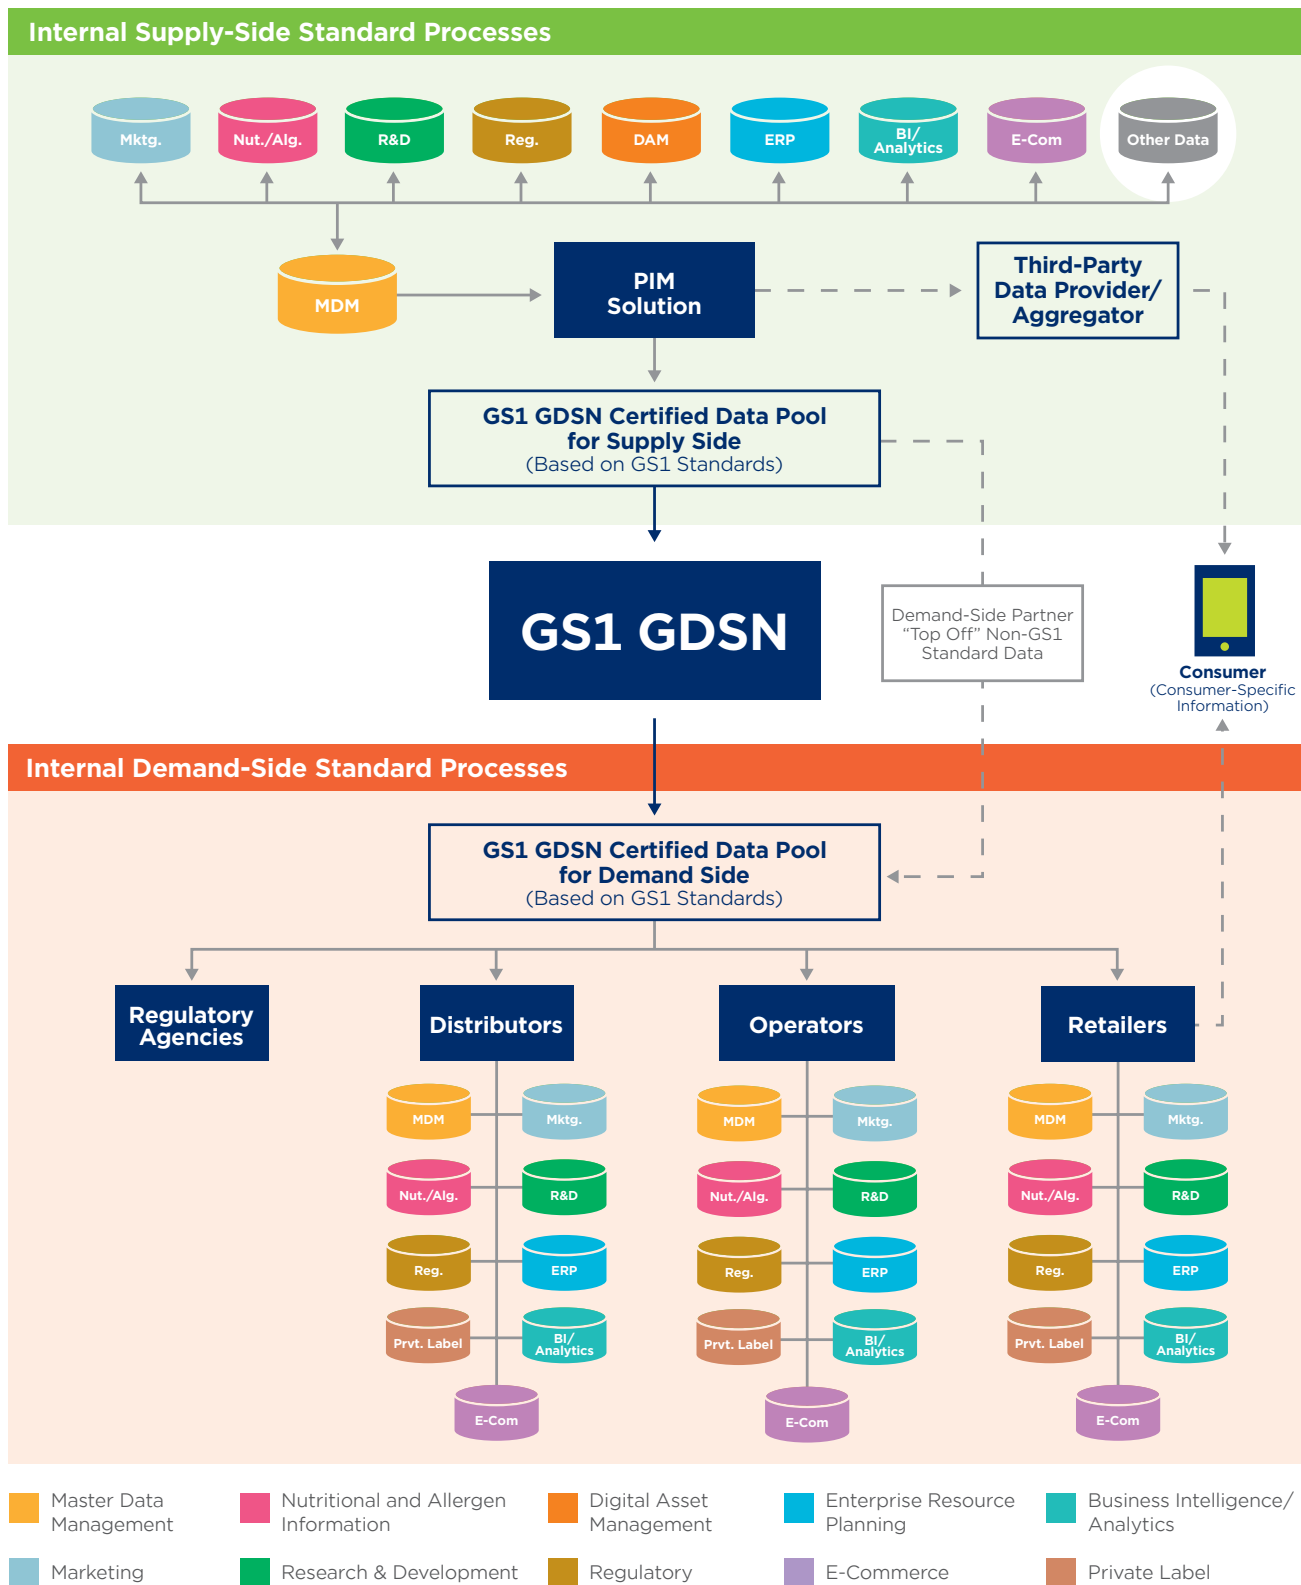 Internal Supply-Side Standard Processes
Mktg.
Nut./Alg.
R&D
Reg.
DAM
ERP
BI/
Analytics
E-Com
Other Data
MDM
PIM
Solution
Third-Party
Data Provider/
Aggregator
GS1 GDSN Certified Data Pool
for Supply Side
(Based on GS1 Standards)
GS1 GDSN
Demand-Side Partner
“Top Off” Non-GS1
Standard Data
Consumer
(Consumer-Specific
Information)
Internal Demand-Side Standard Processes
GS1 GDSN Certified Data Pool
for Demand Side
(Based on GS1 Standards)
Regulatory
Agencies
Distributors
Operators
Retailers
MDM
Mktg.
Nut./Alg.
R&D
Reg.
ERP
Prvt. Label
BI/
Analytics
E-Com
MDM
Mktg.
Nut./Alg.
R&D
Reg.
ERP
Prvt. Label
BI/
Analytics
E-Com
MDM
Mktg.
Nut./Alg.
R&D
Reg.
ERP
Prvt. Label
BI/
Analytics
E-Com
Master Data
Management
Nutritional and Allergen
Information
Digital Asset
Management
Enterprise Resource
Planning
Business Intelligence/
Analytics
Marketing
Research & Development
Regulatory
E-Commerce
Private Label